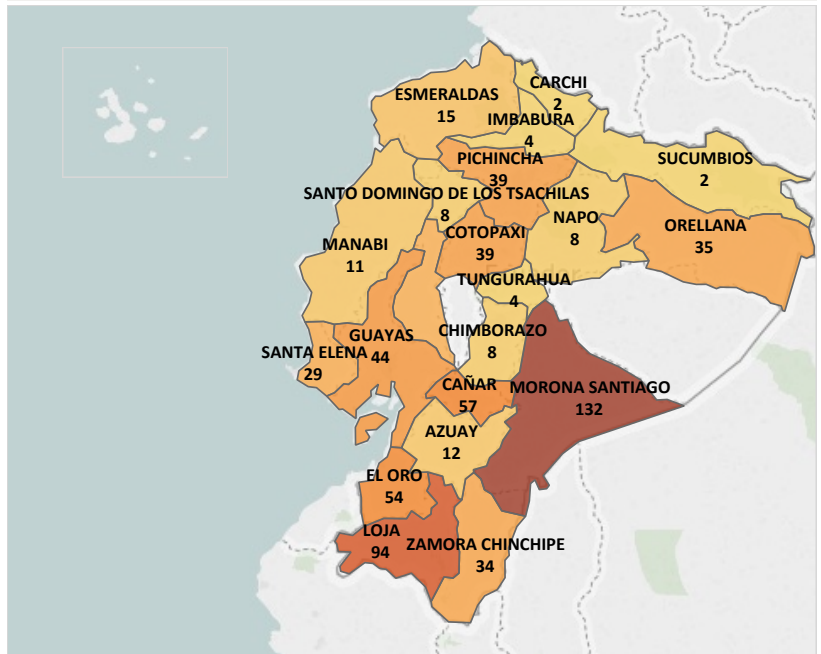 CARCHI
2
ESMERALDAS
15
IMBABURA
4
PICHINCHA
39
SUCUMBIOS
2
SANTO DOMINGO DE LOS TSACHILAS
8
NAPO
8
ORELLANA
35
COTOPAXI
39
MANABI
11
TUNGURAHUA
4
CHIMBORAZO
8
GUAYAS
44
SANTA ELENA
29
CAÑAR
57
MORONA SANTIAGO
132
AZUAY
12
EL ORO
54
LOJA
94
ZAMORA CHINCHIPE
34